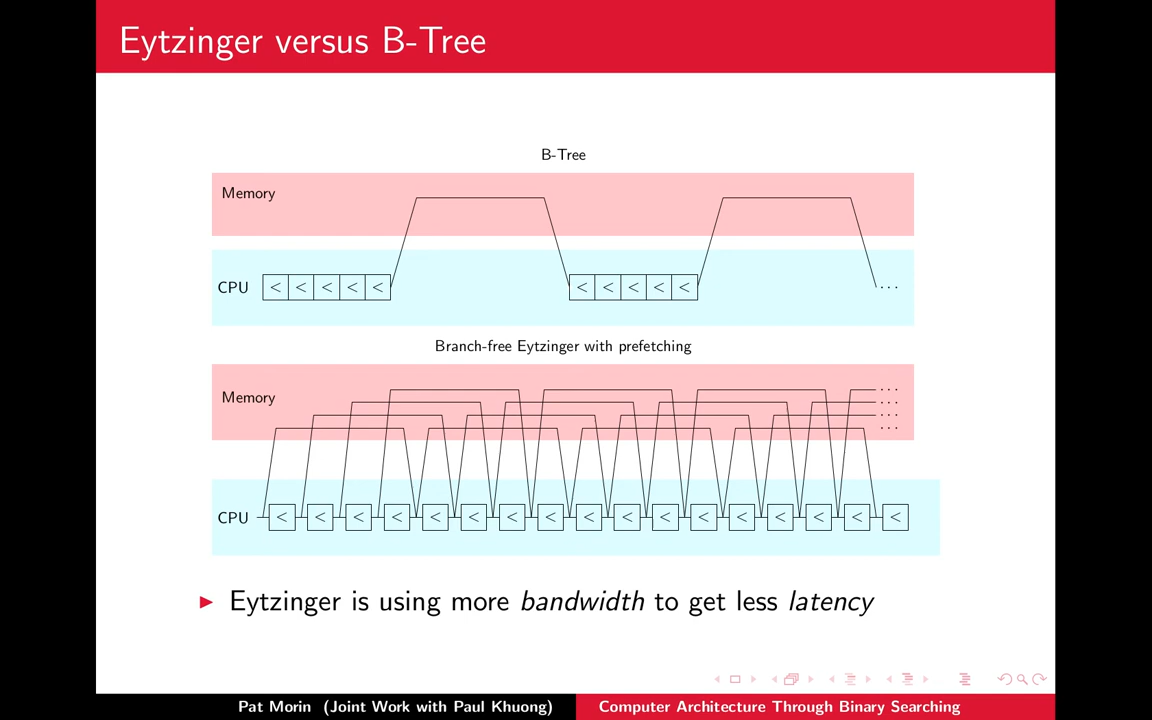 Eytzinger versus B-Tree
B-Tree
Memory
CPU < < < < < < < < < < · · ·
Branch-free Eytzinger with prefetching
Memory
· · ·
· · ·
· · ·
· · ·
CPU < < < < < < < < < < < < < < < < <
Eytzinger is using more bandwidth to get less latency
Pat Morin (Joint Work with Paul Khuong) Computer Architecture Through Binary Searching